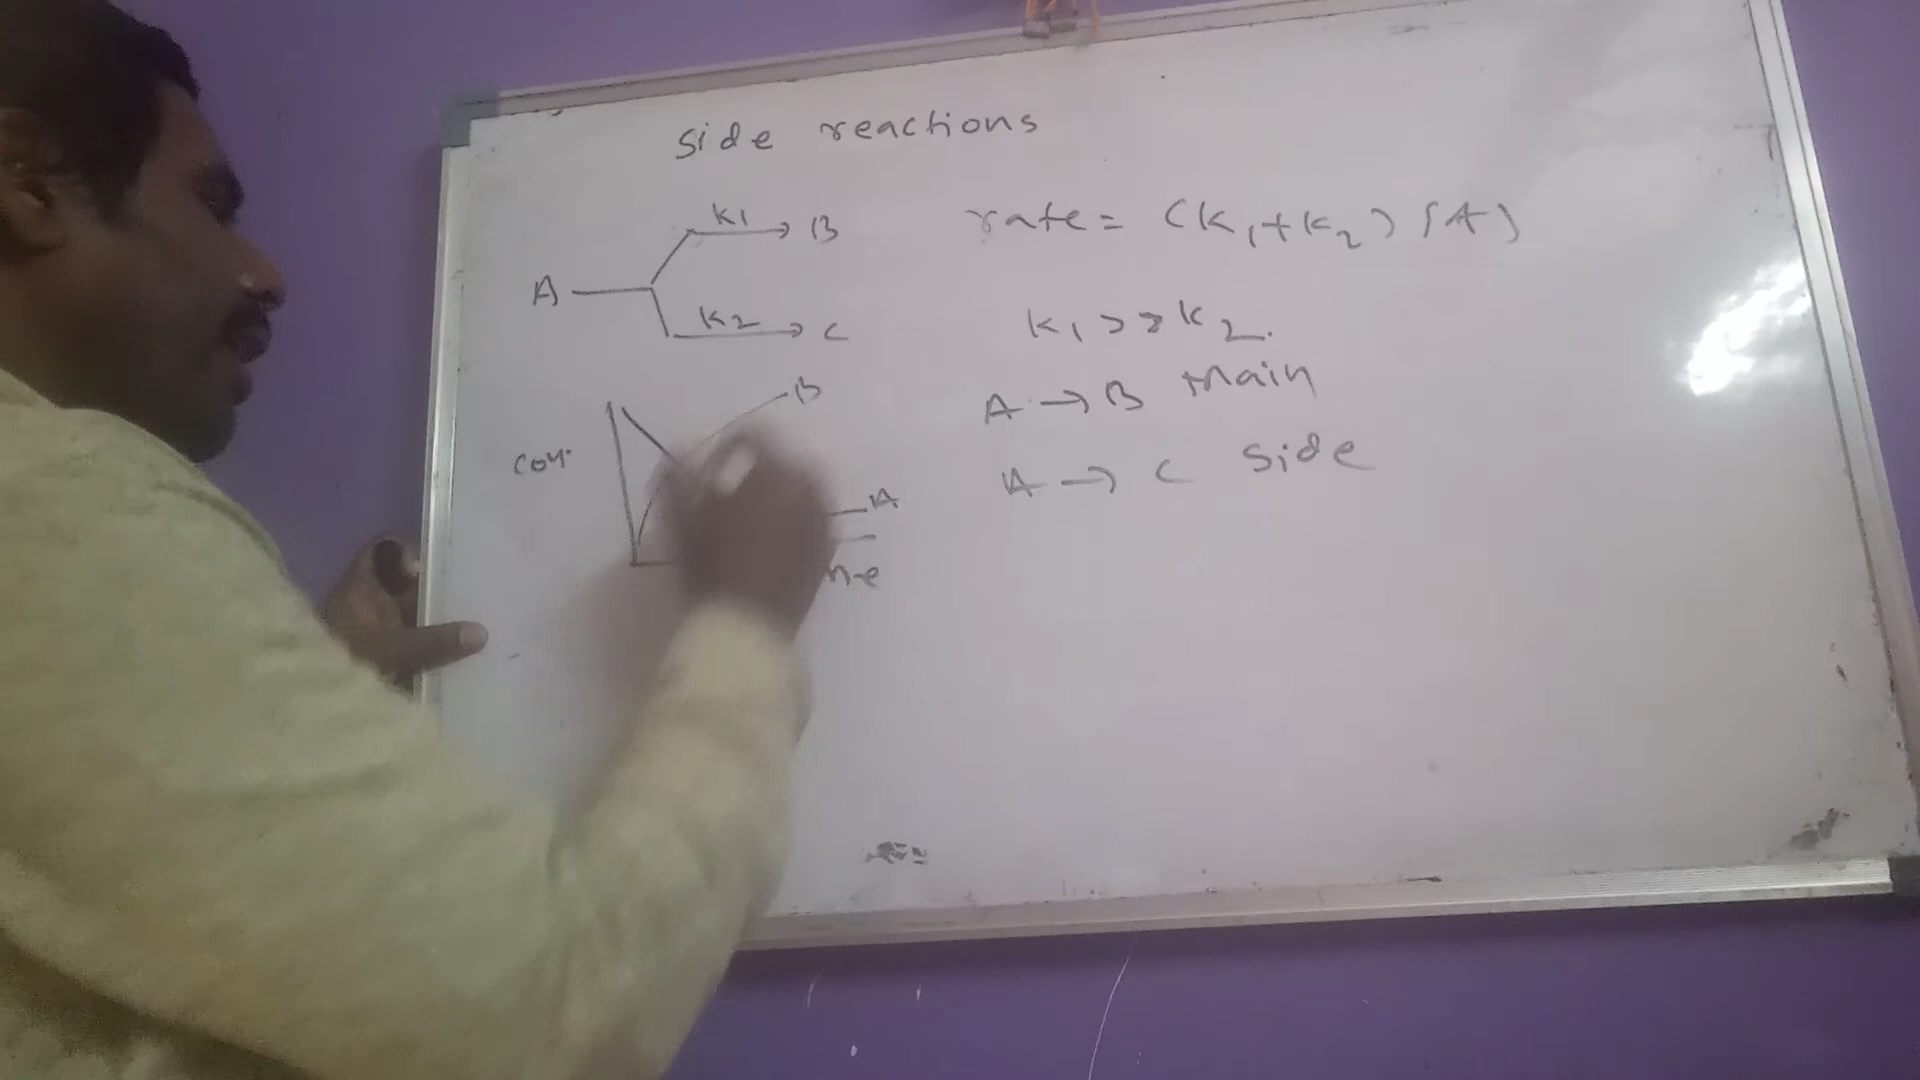 side reactions
k1 B
rate = (k1+k2) [A]
A
k2 C
k1 >> k2.
B
A → B main
con.
A → C side
A